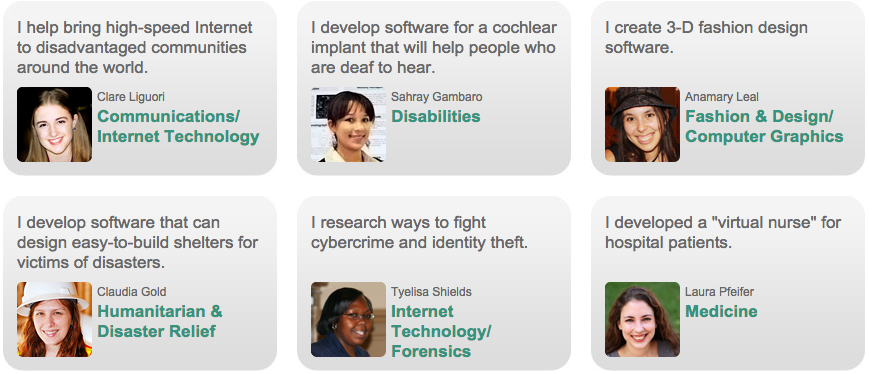 I help bring high-speed Internet
to disadvantaged communities
around the world.
Clare Liguori
Communications/
Internet Technology
I develop software for a cochlear
implant that will help people who
are deaf to hear.
Sahray Gambaro
Disabilities
I create 3-D fashion design
software.
Anamary Leal
Fashion & Design/
Computer Graphics
I develop software that can
design easy-to-build shelters for
victims of disasters.
Claudia Gold
Humanitarian &
Disaster Relief
I research ways to fight
cybercrime and identity theft.
Tyelisa Shields
Internet
Technology/
Forensics
I developed a "virtual nurse" for
hospital patients.
Laura Pfeifer
Medicine